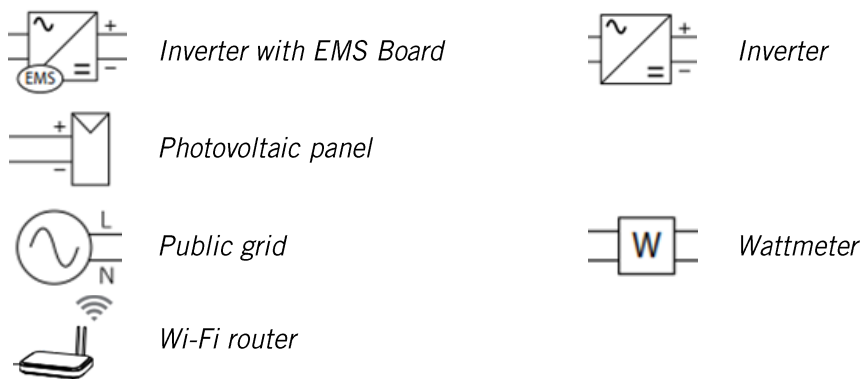 +
EMS
−
Inverter with EMS Board
+
−
Inverter
+
−
Photovoltaic panel
L
N
Public grid
W
Wattmeter
Wi-Fi router